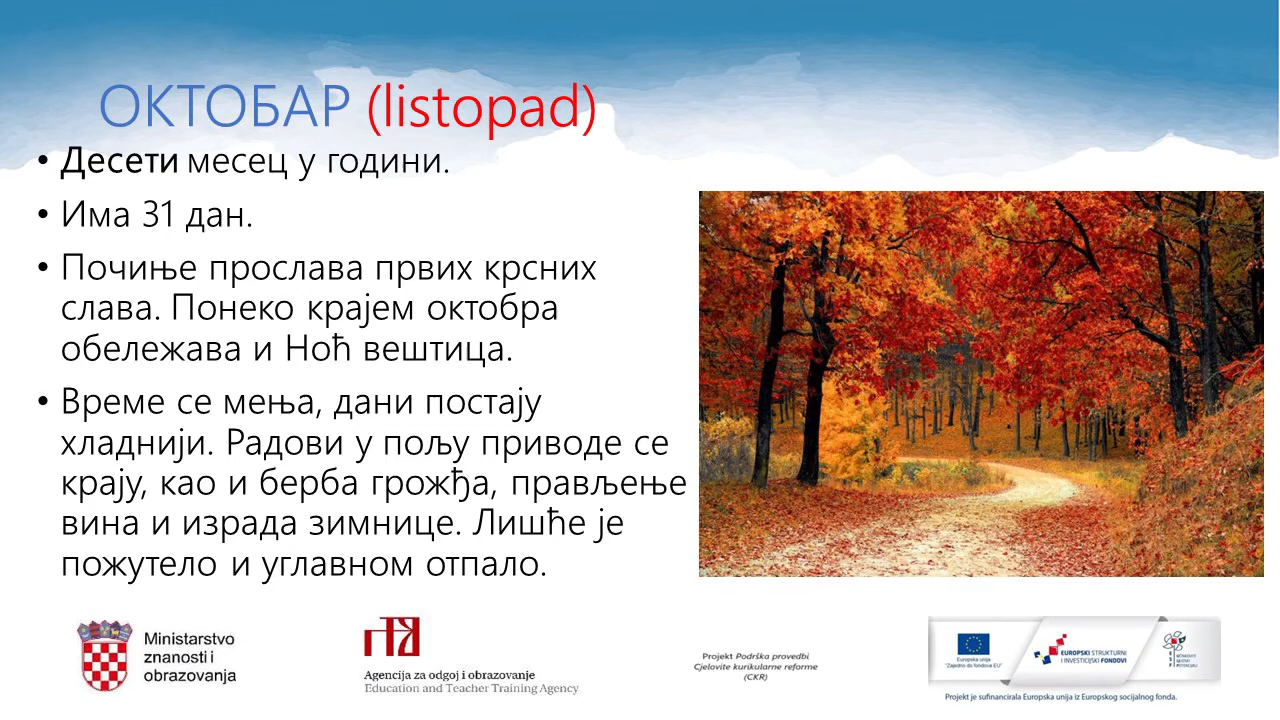 ОКТОБАР (listopad)
• Десети месец у години.
• Има 31 дан.
• Почиње прослава првих крсних
слава. Понеко крајем октобра
обележава и Ноћ вештица.
• Време се мења, дани постају
хладнији. Радови у пољу приводе се
крају, као и берба грожђа, прављење
вина и израда зимнице. Лишће је
пожутело и углавном отпало.
Ministarstvo
znanosti i
obrazovanja
Agencija za odgoj i obrazovanje
Education and Teacher Training Agency
Projekt Podrška provedbi
Cjelovite kurikularne reforme
(CKR)
Europska unija
"Zajedno do fondova EU"
EUROPSKI STRUKTURNI
I INVESTICIJSKI FONDOVI
Projekt je sufinancirala Europska unija iz Europskog socijalnog fonda.